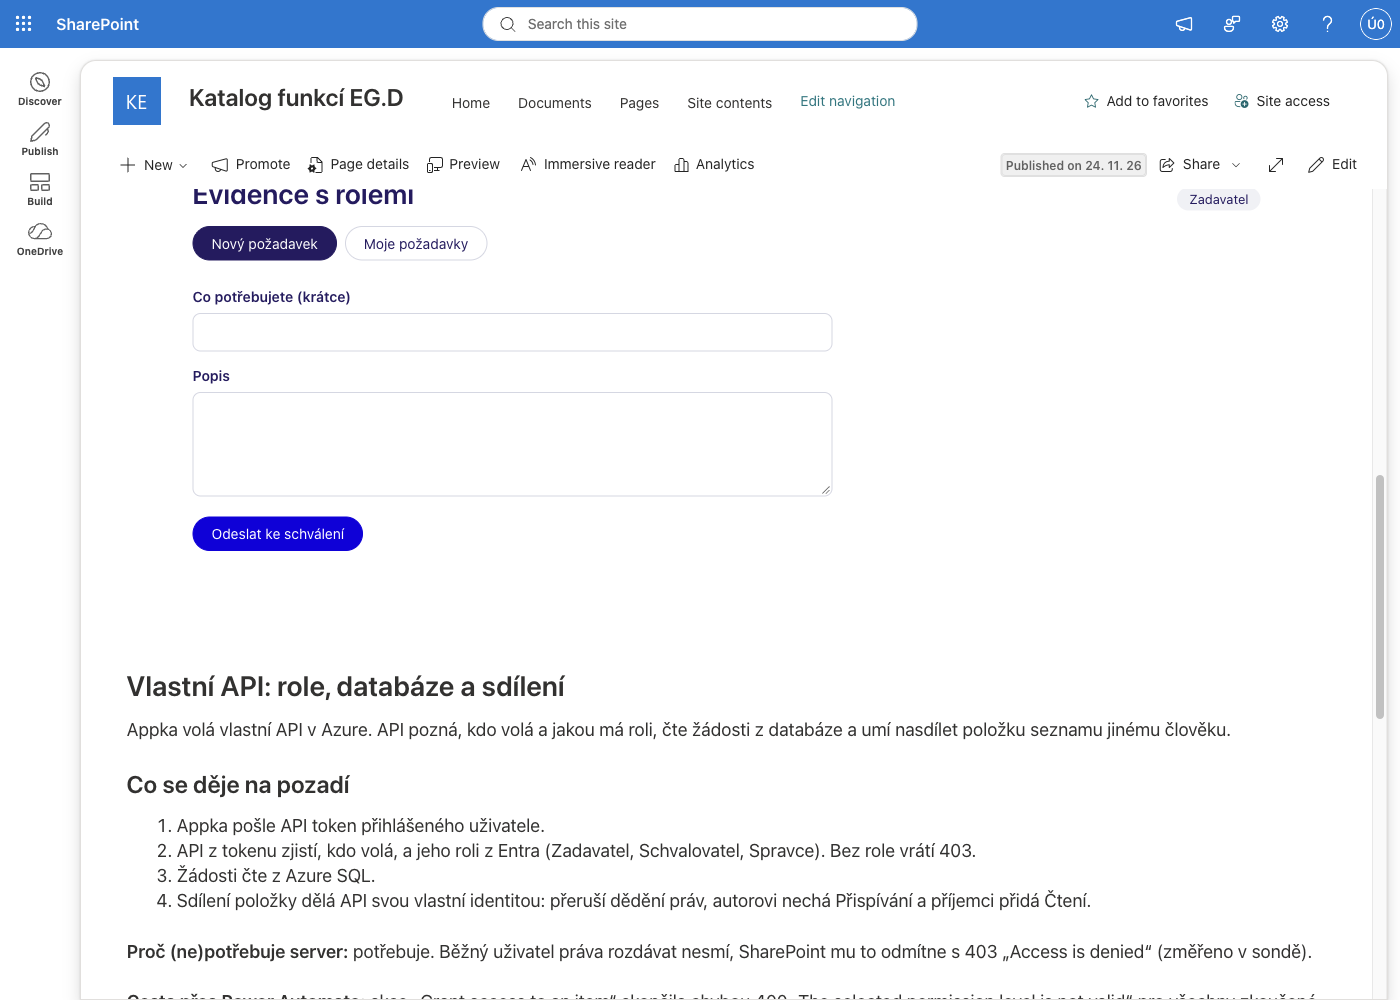 SharePoint
Search this site
Ú0
Discover
Publish
Build
OneDrive
KE
Katalog funkcí EG.D
Home
Documents
Pages
Site contents
Edit navigation
Add to favorites
Site access
New
Promote
Page details
Preview
Immersive reader
Analytics
Published on 24. 11. 26
Share
Edit
Evidence s rolemi
Zadavatel
Nový požadavek
Moje požadavky
Co potřebujete (krátce)
Popis
Odeslat ke schválení
Vlastní API: role, databáze a sdílení
Appka volá vlastní API v Azure. API pozná, kdo volá a jakou má roli, čte žádosti z databáze a umí nasdílet položku seznamu jinému člověku.
Co se děje na pozadí
1. Appka pošle API token přihlášeného uživatele.
2. API z tokenu zjistí, kdo volá, a jeho roli z Entra (Zadavatel, Schvalovatel, Spravce). Bez role vrátí 403.
3. Žádosti čte z Azure SQL.
4. Sdílení položky dělá API svou vlastní identitou: přeruší dědění práv, autorovi nechá Přispívání a příjemci přidá Čtení.
Proč (ne)potřebuje server: potřebuje. Běžný uživatel práva rozdávat nesmí, SharePoint mu to odmítne s 403 „Access is denied“ (změřeno v sondě).